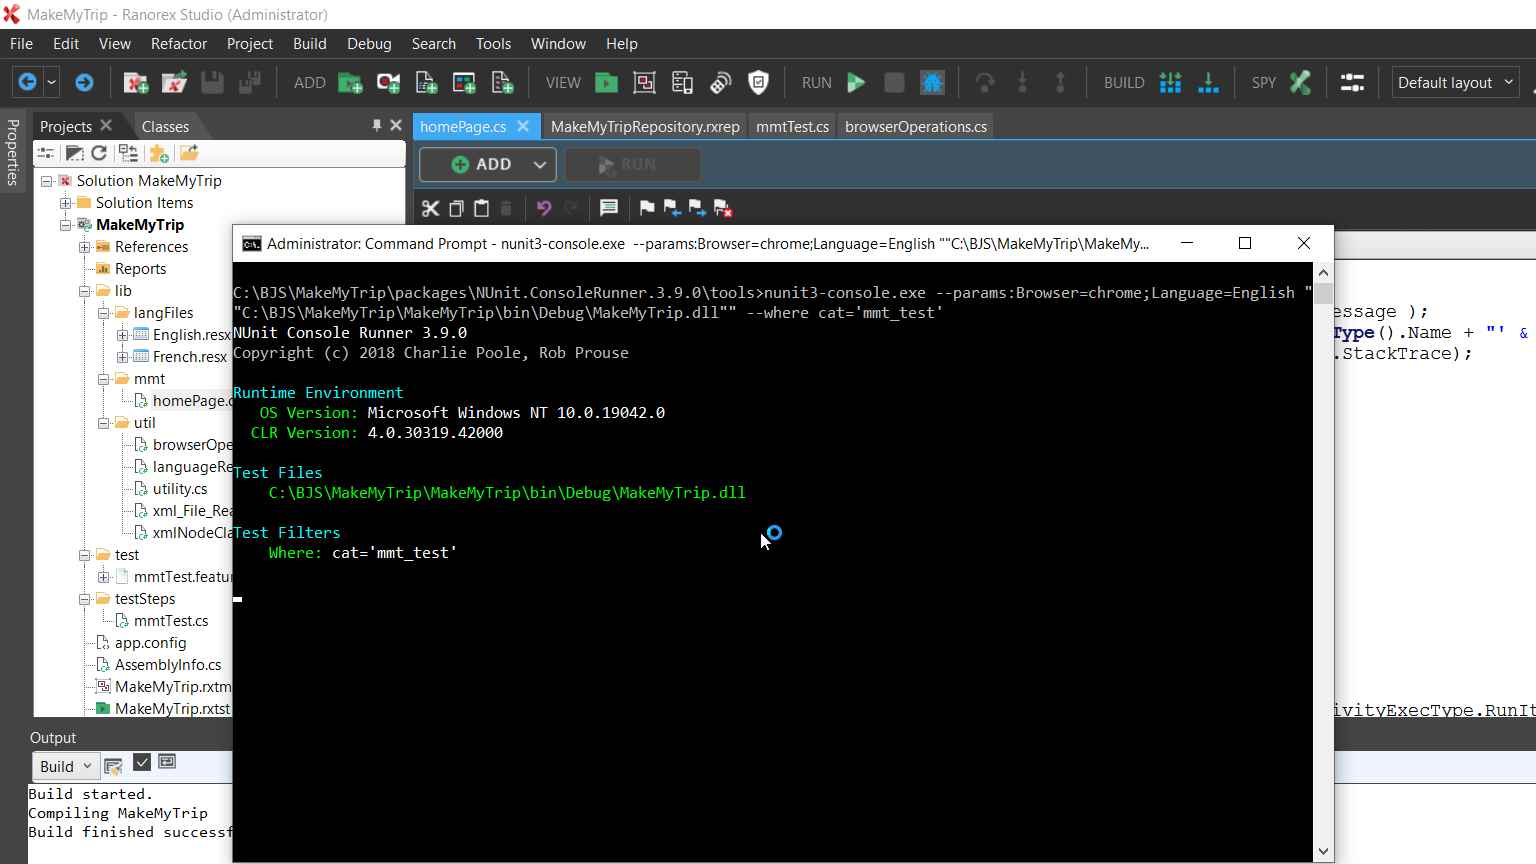 MakeMyTrip - Ranorex Studio (Administrator)
File Edit View Refactor Project Build Debug Search Tools Window Help
ADD VIEW RUN BUILD SPY Default layout
Properties
Projects Classes
homePage.cs MakeMyTripRepository.rxrep mmtTest.cs browserOperations.cs
ADD RUN
Solution MakeMyTrip
Solution Items
MakeMyTrip
References
Reports
lib
langFiles
English.resx
French.resx
mmt
homePage.c
util
browserOpe
languageRe
utility.cs
xml_File_Rea
xmlNodeCla
test
mmtTest.featu
testSteps
mmtTest.cs
app.config
AssemblyInfo.cs
MakeMyTrip.rxtm
MakeMyTrip.rxtst
Administrator: Command Prompt - nunit3-console.exe --params:Browser=chrome;Language=English ""C:\BJS\MakeMyTrip\MakeMy...
C:\BJS\MakeMyTrip\packages\NUnit.ConsoleRunner.3.9.0\tools>nunit3-console.exe --params:Browser=chrome;Language=English "
"C:\BJS\MakeMyTrip\MakeMyTrip\bin\Debug\MakeMyTrip.dll"" --where cat='mmt_test'
NUnit Console Runner 3.9.0
Copyright (c) 2018 Charlie Poole, Rob Prouse
Runtime Environment
OS Version: Microsoft Windows NT 10.0.19042.0
CLR Version: 4.0.30319.42000
Test Files
C:\BJS\MakeMyTrip\MakeMyTrip\bin\Debug\MakeMyTrip.dll
Test Filters
Where: cat='mmt_test'
essage );
Type().Name + "' &
.StackTrace);
ivityExecType.RunIt
Output
Build
Build started.
Compiling MakeMyTrip
Build finished successf